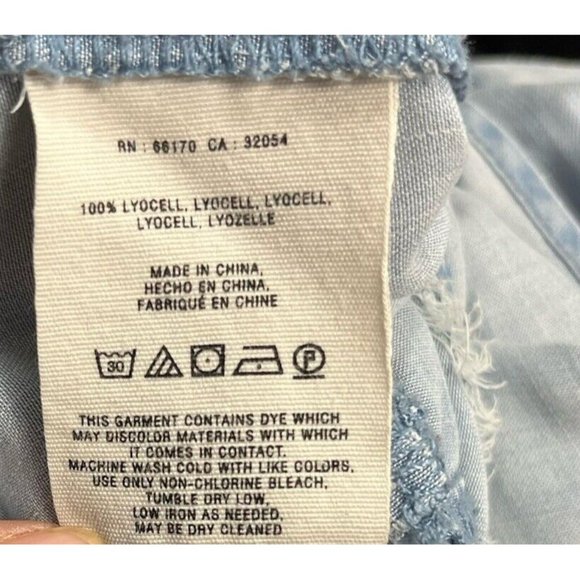 RN : 66170 CA : 32054
100% LYOCELL, LYOCELL, LYOCELL,
LYOCELL, LYOZELLE
MADE IN CHINA,
HECHO EN CHINA,
FABRIQUÉ EN CHINE
30 P
THIS GARMENT CONTAINS DYE WHICH
MAY DISCOLOR MATERIALS WITH WHICH
IT COMES IN CONTACT.
MACHINE WASH COLD WITH LIKE COLORS,
USE ONLY NON-CHLORINE BLEACH,
TUMBLE DRY LOW,
LOW IRON AS NEEDED,
MAY BE DRY CLEANED